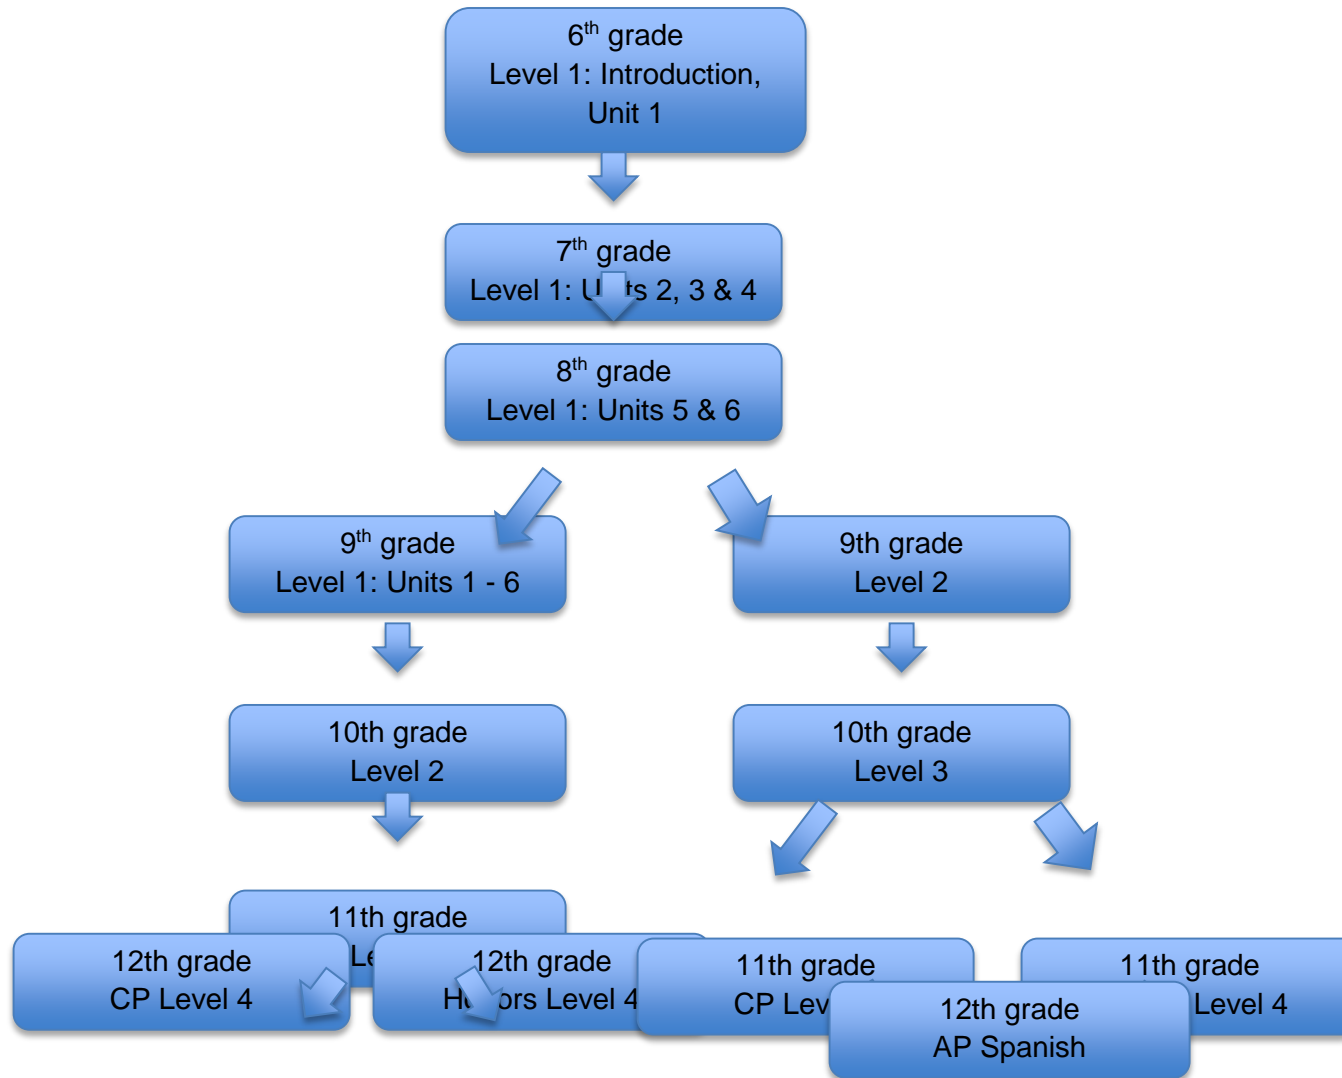 6th grade
Level 1: Introduction,
Unit 1
7th grade
Level 1: Units 2, 3 & 4
8th grade
Level 1: Units 5 & 6
9th grade
Level 1: Units 1 - 6
9th grade
Level 2
10th grade
Level 2
10th grade
Level 3
11th grade
12th grade
CP Level 4
12th grade
Honors Level 4
11th grade
CP
11th grade
Level 4
12th grade
AP Spanish